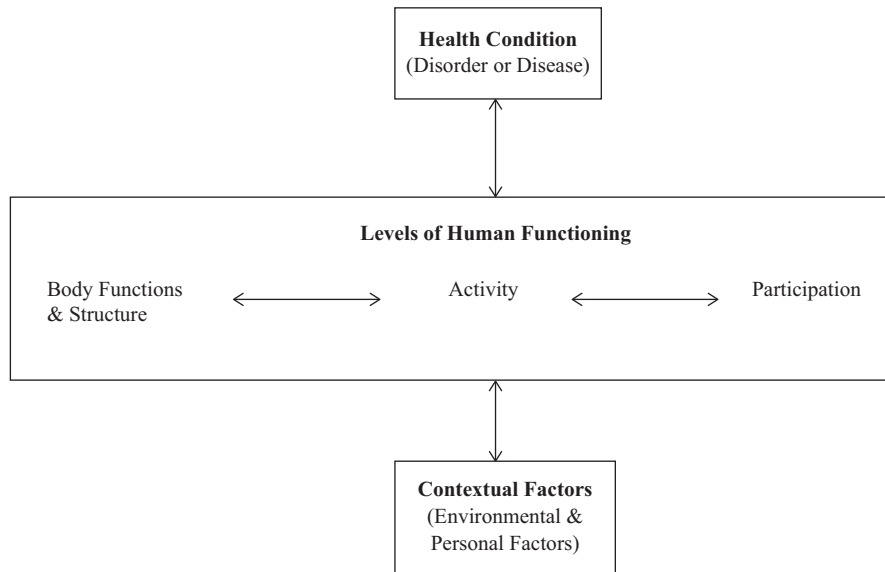 Health Condition
(Disorder or Disease)
Levels of Human Functioning
Body Functions
& Structure
Activity
Participation
Contextual Factors
(Environmental &
Personal Factors)